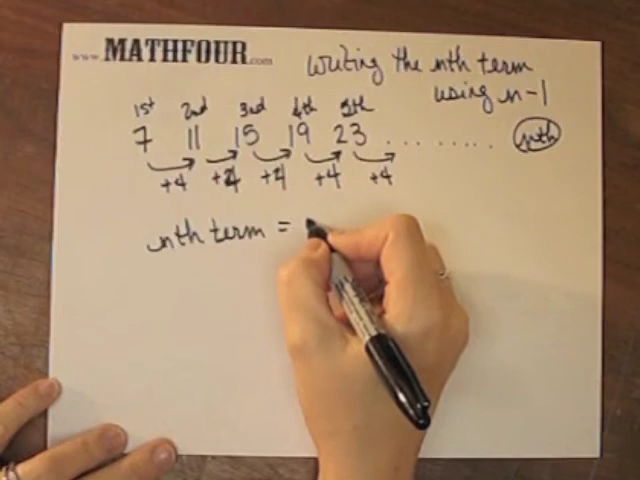 www.MATHFOUR.com
Writing the nth term
using n-1
1st 2nd 3rd 4th 5th
7 11 15 19 23 . . . . . . . . . nth
+4 +4 +4 +4 +4
nth term =